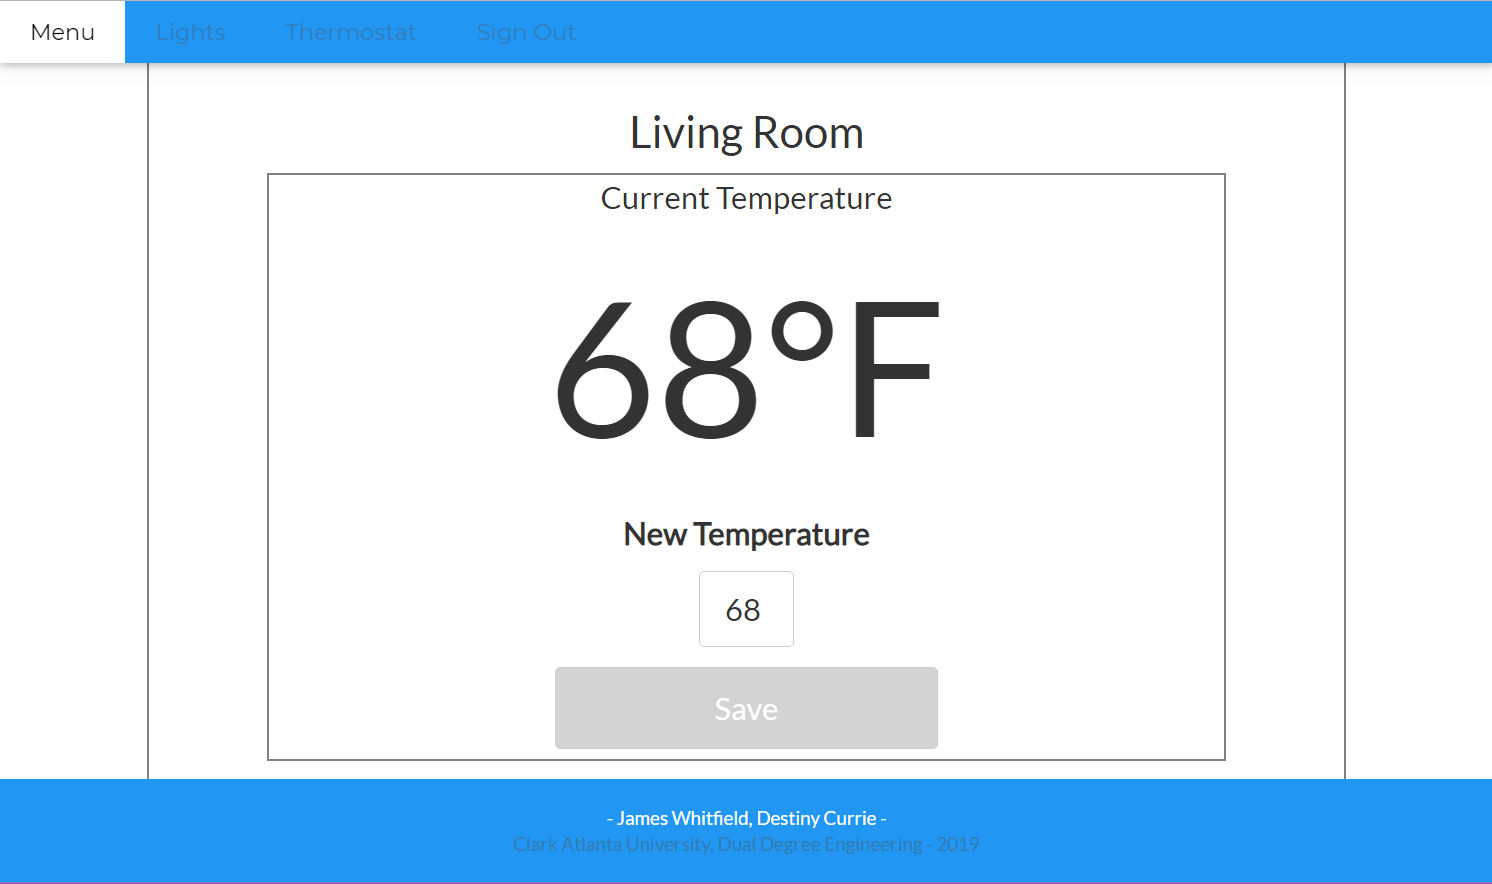 Menu Lights Thermostat Sign Out
Living Room
Current Temperature
68°F
New Temperature
68
Save
- James Whitfield, Destiny Currie -
Clark Atlanta University, Dual Degree Engineering - 2019